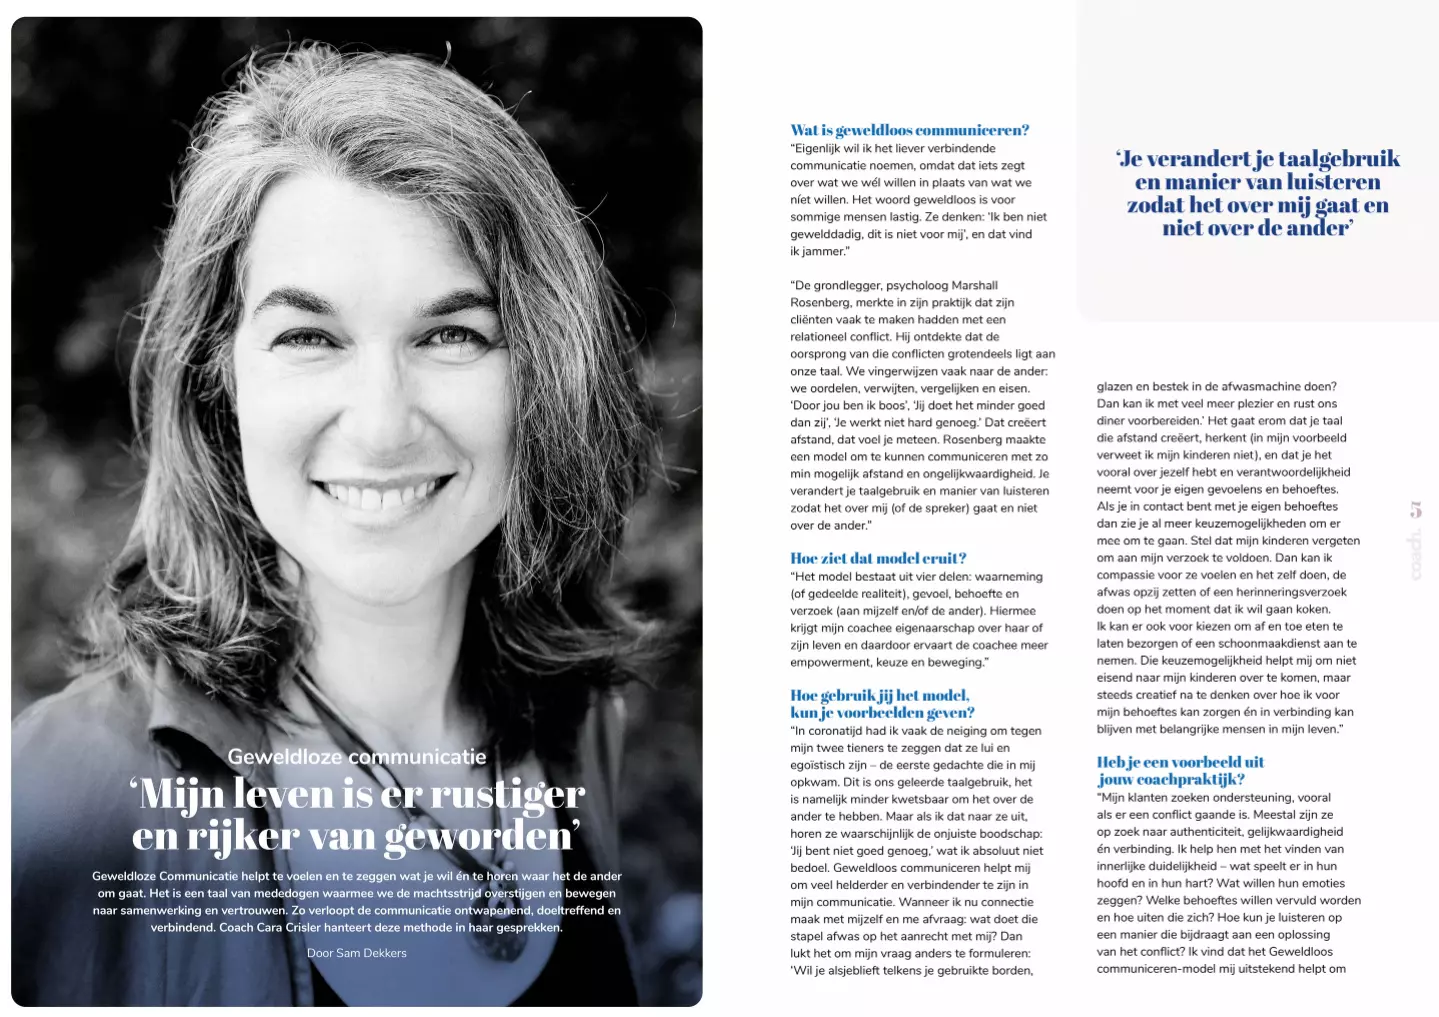 Geweldloze communicatie
‘Mijn leven is er rustiger
en rijker van geworden’
Geweldloze Communicatie helpt te voelen en te zeggen wat je wil én te horen waar het de ander
om gaat. Het is een taal van mededogen waarmee we de machtsstrijd overstijgen en bewegen
naar samenwerking en vertrouwen. Zo verloopt de communicatie ontwapenend, doeltreffend en
verbindend. Coach Cara Crisler hanteert deze methode in haar gesprekken.
Door Sam Dekkers
Wat is geweldloos communiceren?
“Eigenlijk wil ik het liever verbindende
communicatie noemen, omdat dat iets zegt
over wat we wél willen in plaats van wat we
níet willen. Het woord geweldloos is voor
sommige mensen lastig. Ze denken: ‘Ik ben niet
gewelddadig, dit is niet voor mij’, en dat vind
ik jammer.”
“De grondlegger, psycholoog Marshall
Rosenberg, merkte in zijn praktijk dat zijn
cliënten vaak te maken hadden met een
relationeel conflict. Hij ontdekte dat de
oorsprong van die conflicten grotendeels ligt aan
onze taal. We vingerwijzen vaak naar de ander:
we oordelen, verwijten, vergelijken en eisen.
‘Door jou ben ik boos’, ‘Jij doet het minder goed
dan zij’, ‘Je werkt niet hard genoeg.’ Dat creëert
afstand, dat voel je meteen. Rosenberg maakte
een model om te kunnen communiceren met zo
min mogelijk afstand en ongelijkwaardigheid. Je
verandert je taalgebruik en manier van luisteren
zodat het over mij (of de spreker) gaat en niet
over de ander.”
Hoe ziet dat model eruit?
“Het model bestaat uit vier delen: waarneming
(of gedeelde realiteit), gevoel, behoefte en
verzoek (aan mijzelf en/of de ander). Hiermee
krijgt mijn coachee eigenaarschap over haar of
zijn leven en daardoor ervaart de coachee meer
empowerment, keuze en beweging.”
Hoe gebruik jij het model,
kun je voorbeelden geven?
“In coronatijd had ik vaak de neiging om tegen
mijn twee tieners te zeggen dat ze lui en
egoïstisch zijn – de eerste gedachte die in mij
opkwam. Dit is ons geleerde taalgebruik, het
is namelijk minder kwetsbaar om het over de
ander te hebben. Maar als ik dat naar ze uit,
horen ze waarschijnlijk de onjuiste boodschap:
‘Jij bent niet goed genoeg,’ wat ik absoluut niet
bedoel. Geweldloos communiceren helpt mij
om veel helderder en verbindender te zijn in
mijn communicatie. Wanneer ik nu connectie
maak met mijzelf en me afvraag: wat doet die
stapel afwas op het aanrecht met mij? Dan
lukt het om mijn vraag anders te formuleren:
‘Wil je alsjeblieft telkens je gebruikte borden,
‘Je verandert je taalgebruik
en manier van luisteren
zodat het over mij gaat en
niet over de ander’
glazen en bestek in de afwasmachine doen?
Dan kan ik met veel meer plezier en rust ons
diner voorbereiden.’ Het gaat erom dat je taal
die afstand creëert, herkent (in mijn voorbeeld
verweet ik mijn kinderen niet), en dat je het
vooral over jezelf hebt en verantwoordelijkheid
neemt voor je eigen gevoelens en behoeftes.
Als je in contact bent met je eigen behoeftes
dan zie je al meer keuzemogelijkheden om er
mee om te gaan. Stel dat mijn kinderen vergeten
om aan mijn verzoek te voldoen. Dan kan ik
compassie voor ze voelen en het zelf doen, de
afwas opzij zetten of een herinneringsverzoek
doen op het moment dat ik wil gaan koken.
Ik kan er ook voor kiezen om af en toe eten te
laten bezorgen of een schoonmaakdienst aan te
nemen. Die keuzemogelijkheid helpt mij om niet
eisend naar mijn kinderen over te komen, maar
steeds creatief na te denken over hoe ik voor
mijn behoeftes kan zorgen én in verbinding kan
blijven met belangrijke mensen in mijn leven.”
Heb je een voorbeeld uit
jouw coachpraktijk?
“Mijn klanten zoeken ondersteuning, vooral
als er een conflict gaande is. Meestal zijn ze
op zoek naar authenticiteit, gelijkwaardigheid
én verbinding. Ik help hen met het vinden van
innerlijke duidelijkheid – wat speelt er in hun
hoofd en in hun hart? Wat willen hun emoties
zeggen? Welke behoeftes willen vervuld worden
en hoe uiten die zich? Hoe kun je luisteren op
een manier die bijdraagt aan een oplossing
van het conflict? Ik vind dat het Geweldloos
communiceren-model mij uitstekend helpt om
coach. 51